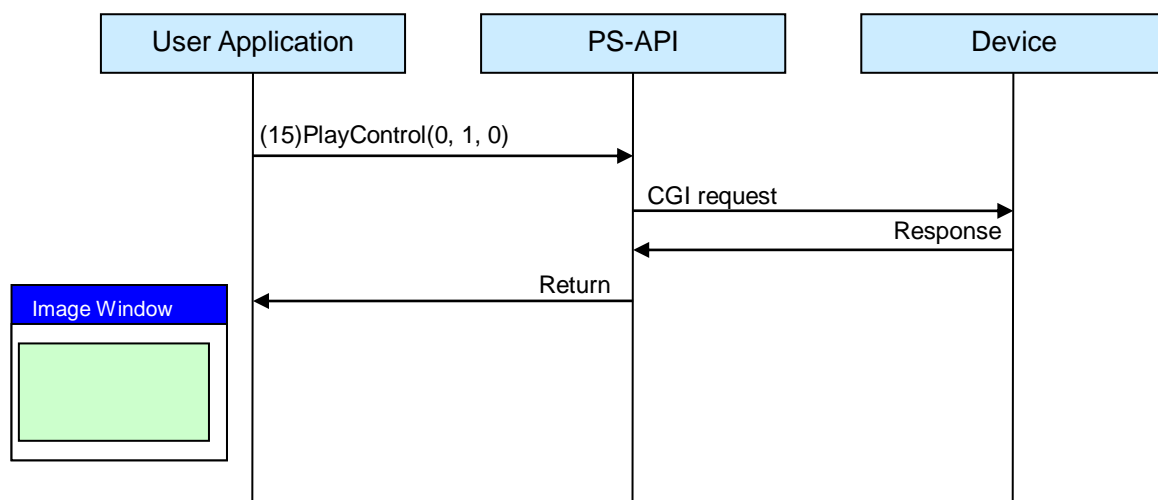 User Application
PS-API
Device
(15)PlayControl(0, 1, 0)
CGI request
Response
Return
Image Window